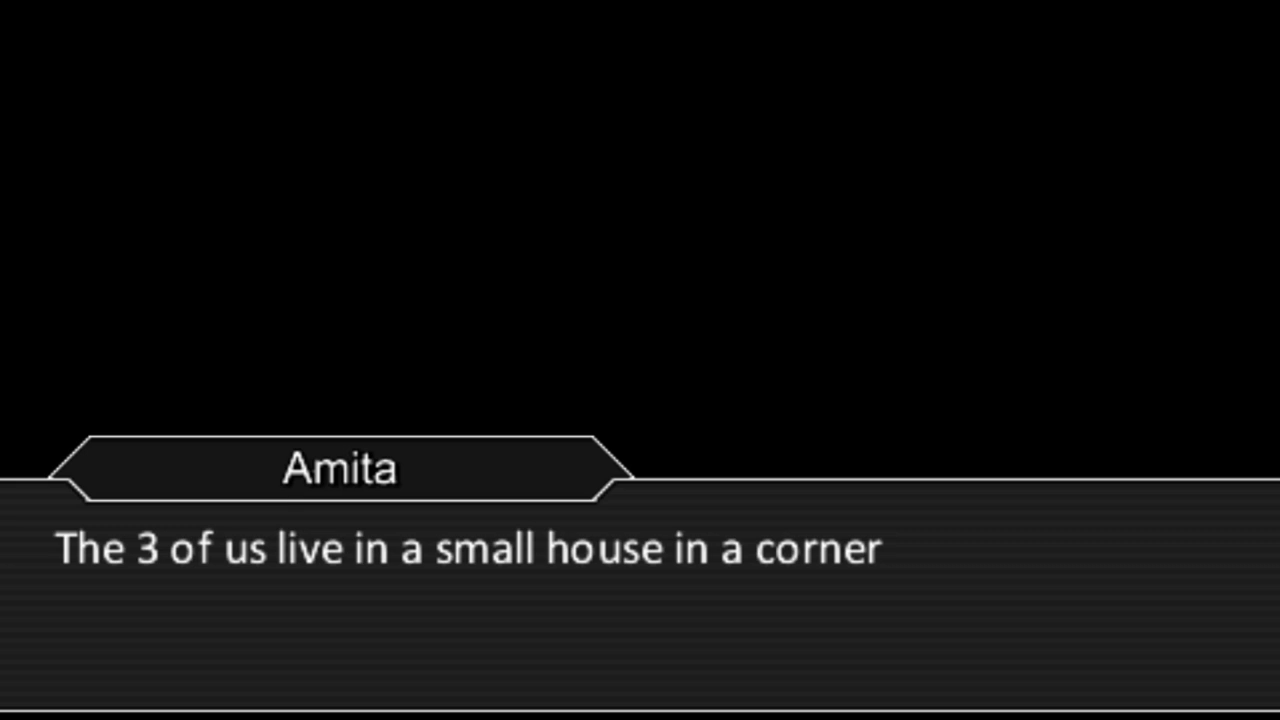 Amita
The 3 of us live in a small house in a corner